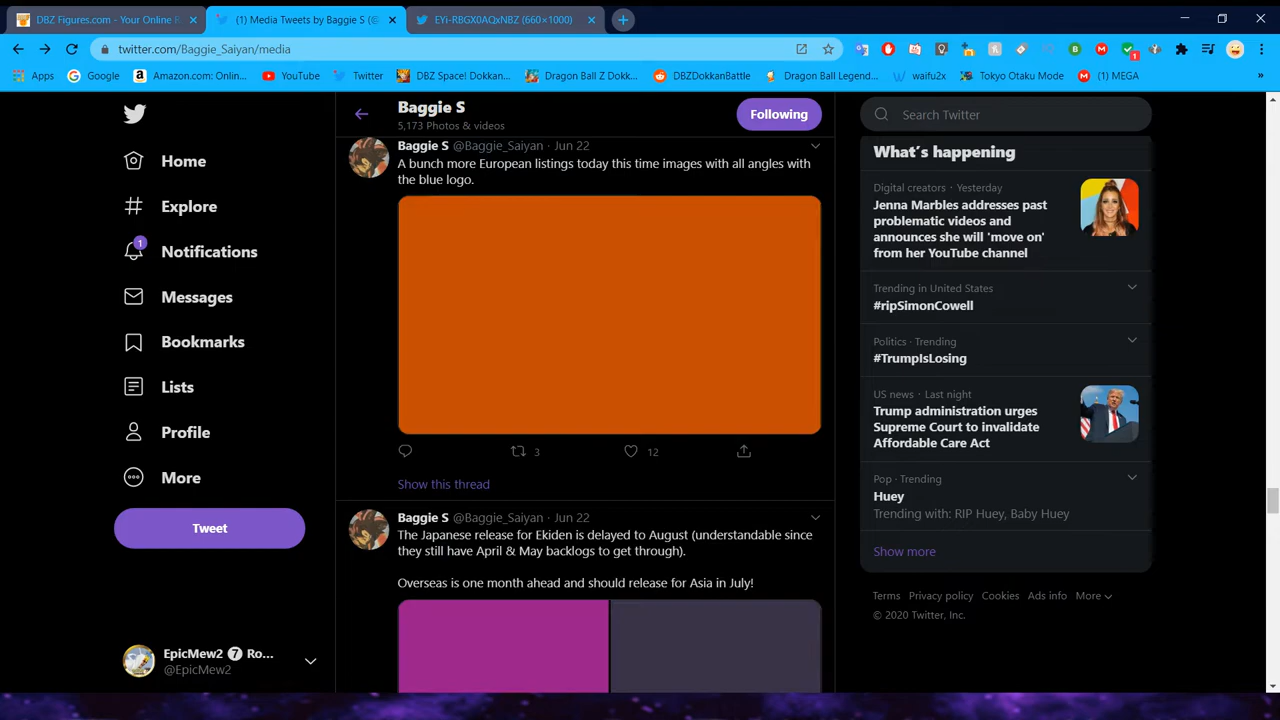 DBZ Figures.com - Your Online R
(1) Media Tweets by Baggie S (@
EYi-RBGX0AQxNBZ (660×1000)
twitter.com/Baggie_Saiyan/media
Apps
Google
Amazon.com: Onlin...
YouTube
Twitter
DBZ Space! Dokkan...
Dragon Ball Z Dokk...
DBZDokkanBattle
Dragon Ball Legend...
waifu2x
Tokyo Otaku Mode
(1) MEGA
»
Home
Explore
1
Notifications
Messages
Bookmarks
Lists
Profile
More
Tweet
EpicMew2 7 Ro...
@EpicMew2
Baggie S
5,173 Photos & videos
Following
Baggie S @Baggie_Saiyan · Jun 22
A bunch more European listings today this time images with all angles with
the blue logo.
3
12
Show this thread
Baggie S @Baggie_Saiyan · Jun 22
The Japanese release for Ekiden is delayed to August (understandable since
they still have April & May backlogs to get through).
Overseas is one month ahead and should release for Asia in July!
Search Twitter
What's happening
Digital creators · Yesterday
Jenna Marbles addresses past
problematic videos and
announces she will 'move on'
from her YouTube channel
Trending in United States
#ripSimonCowell
Politics · Trending
#TrumpIsLosing
US news · Last night
Trump administration urges
Supreme Court to invalidate
Affordable Care Act
Pop · Trending
Huey
Trending with: RIP Huey, Baby Huey
Show more
Terms Privacy policy Cookies Ads info More
© 2020 Twitter, Inc.